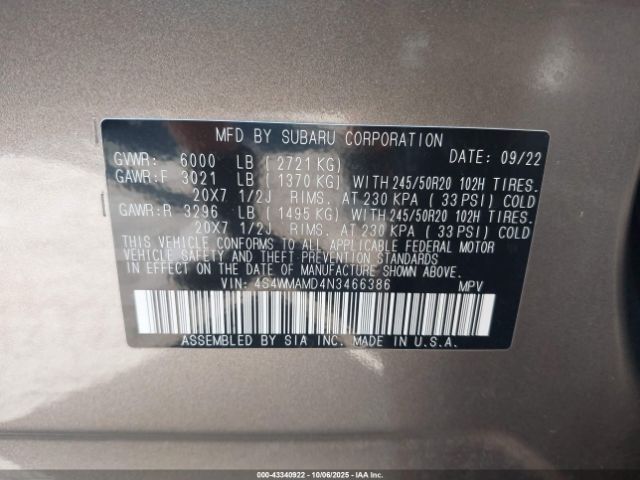 MFD BY SUBARU CORPORATION
GVWR: 6000 LB ( 2721 KG) DATE: 09/22
GAWR:F 3021 LB ( 1370 KG) WITH 245/50R20 102H TIRES.
20X7 1/2J RIMS. AT 230 KPA ( 33 PSI) COLD
GAWR:R 3296 LB ( 1495 KG) WITH 245/50R20 102H TIRES.
20X7 1/2J RIMS. AT 230 KPA ( 33 PSI) COLD
THIS VEHICLE CONFORMS TO ALL APPLICABLE FEDERAL MOTOR
VEHICLE SAFETY AND THEFT PREVENTION STANDARDS
IN EFFECT ON THE DATE OF MANUFACTURE SHOWN ABOVE.
VIN: 4S4WMAMD4N3466386 MPV
ASSEMBLED BY SIA INC. MADE IN U.S.A.
000-43340922 - 10/06/2025 - IAAI.COM